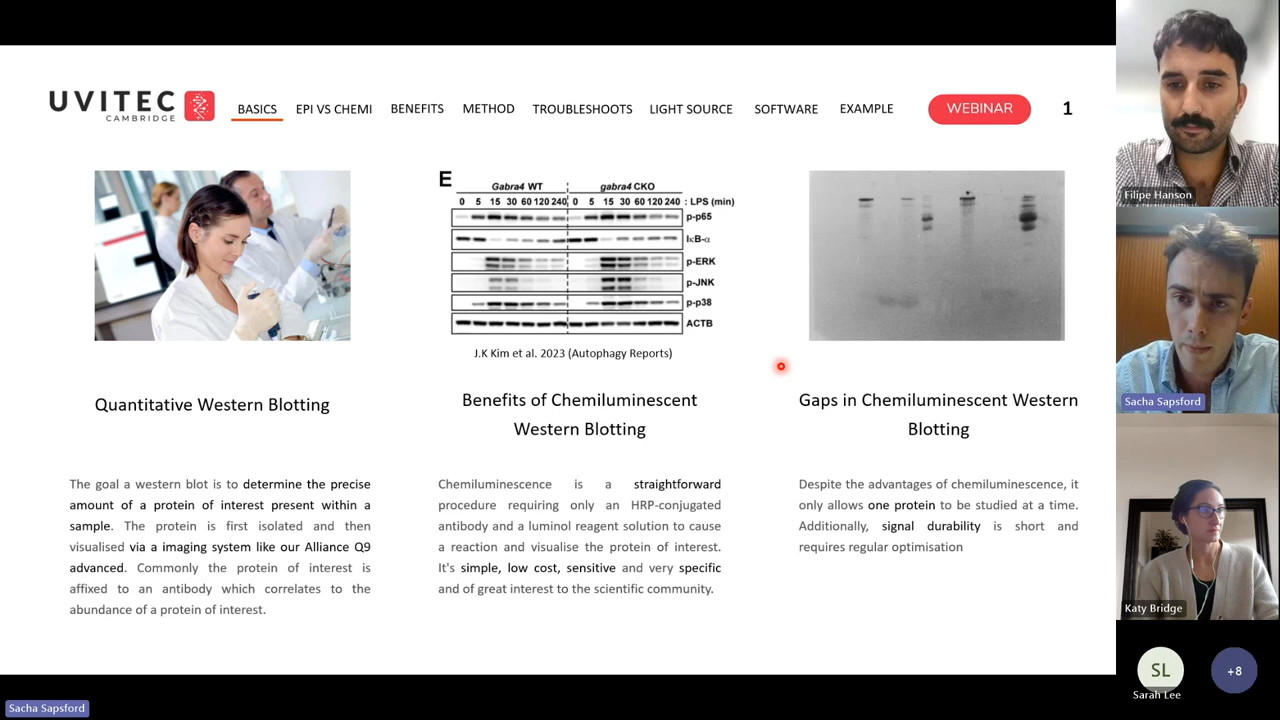 UVITEC
CAMBRIDGE
BASICS
EPI VS CHEMI
BENEFITS
METHOD
TROUBLESHOOTS
LIGHT SOURCE
SOFTWARE
EXAMPLE
WEBINAR
1
E
Gabra4 WT
gabra4 CKO
0 5 15 30 60 120 240 0 5 15 30 60 120 240 : LPS (min)
p-p65
IκB-α
p-ERK
p-JNK
p-p38
ACTB
J.K Kim et al. 2023 (Autophagy Reports)
Quantitative Western Blotting
The goal a western blot is to determine the precise
amount of a protein of interest present within a
sample. The protein is first isolated and then
visualised via a imaging system like our Alliance Q9
advanced. Commonly the protein of interest is
affixed to an antibody which correlates to the
abundance of a protein of interest.
Benefits of Chemiluminescent
Western Blotting
Chemiluminescence is a straightforward
procedure requiring only an HRP-conjugated
antibody and a luminol reagent solution to cause
a reaction and visualise the protein of interest.
It's simple, low cost, sensitive and very specific
and of great interest to the scientific community.
Gaps in Chemiluminescent Western
Blotting
Despite the advantages of chemiluminescence, it
only allows one protein to be studied at a time.
Additionally, signal durability is short and
requires regular optimisation
Filipe Hanson
Sacha Sapsford
Katy Bridge
SL
Sarah Lee
+8
Sacha Sapsford